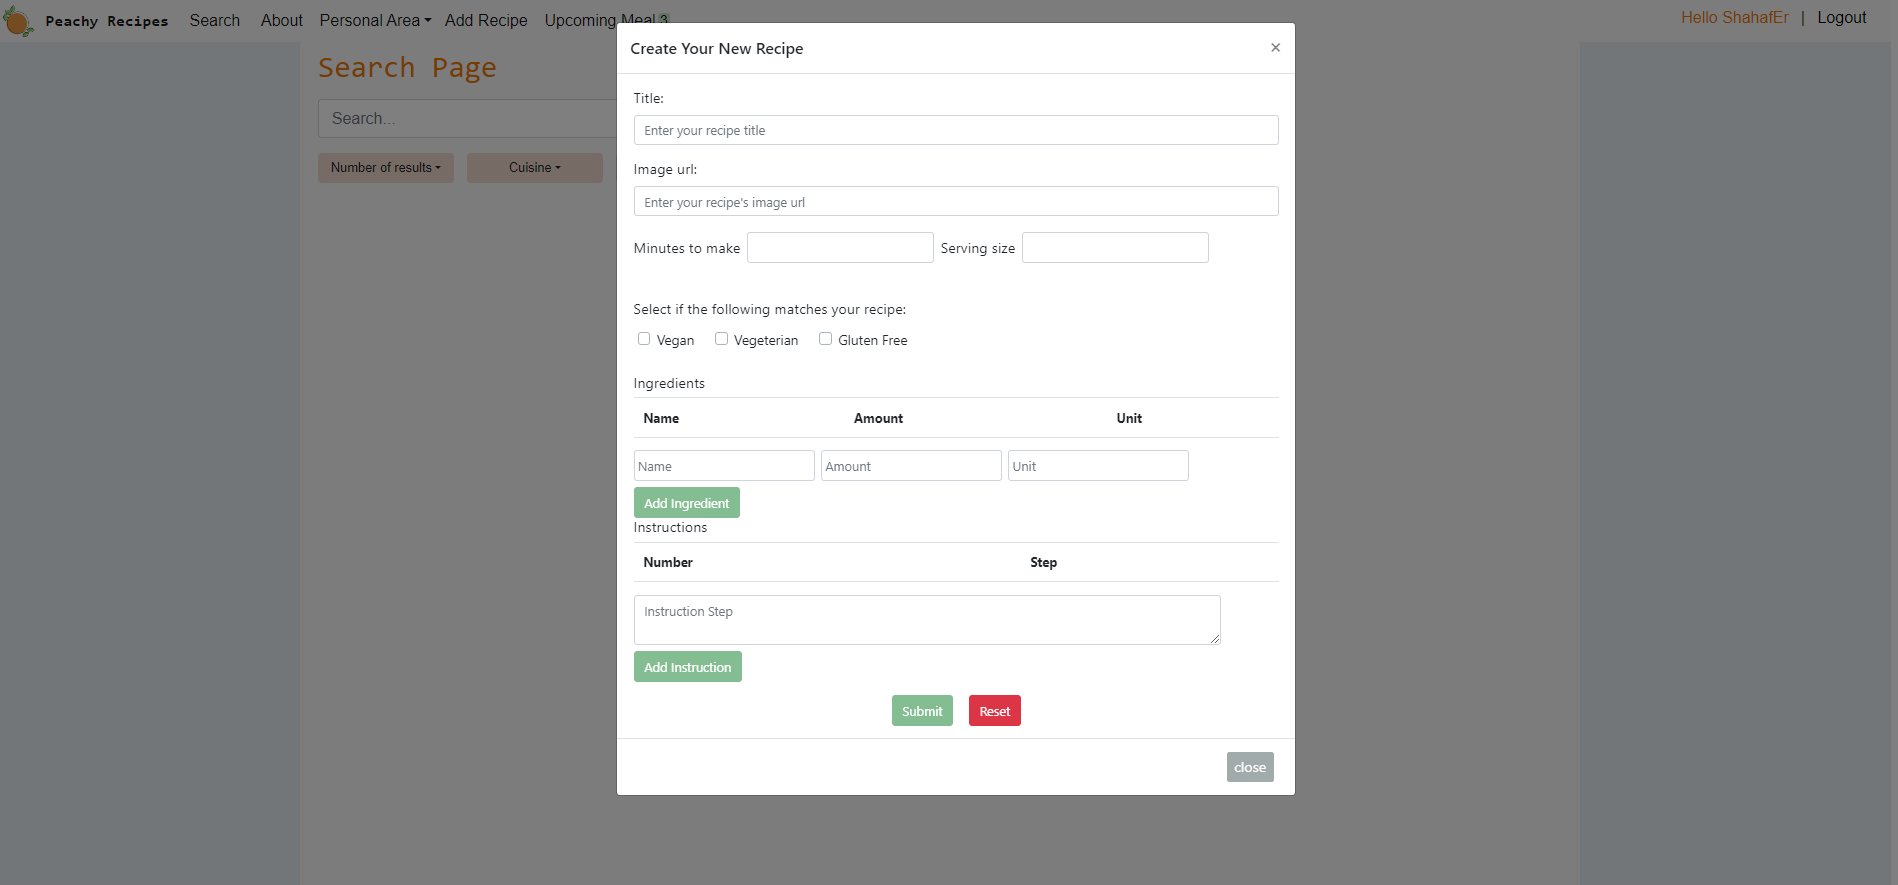 Peachy Recipes Search About Personal Area Add Recipe Upcoming Meal 3 Hello ShahafEr | Logout
Search Page
Search...
Number of results Cuisine
Create Your New Recipe ×
Title:
Enter your recipe title
Image url:
Enter your recipe's image url
Minutes to make Serving size
Select if the following matches your recipe:
Vegan Vegeterian Gluten Free
Ingredients
Name Amount Unit
Name Amount Unit
Add Ingredient
Instructions
Number Step
Instruction Step
Add Instruction
Submit Reset
close